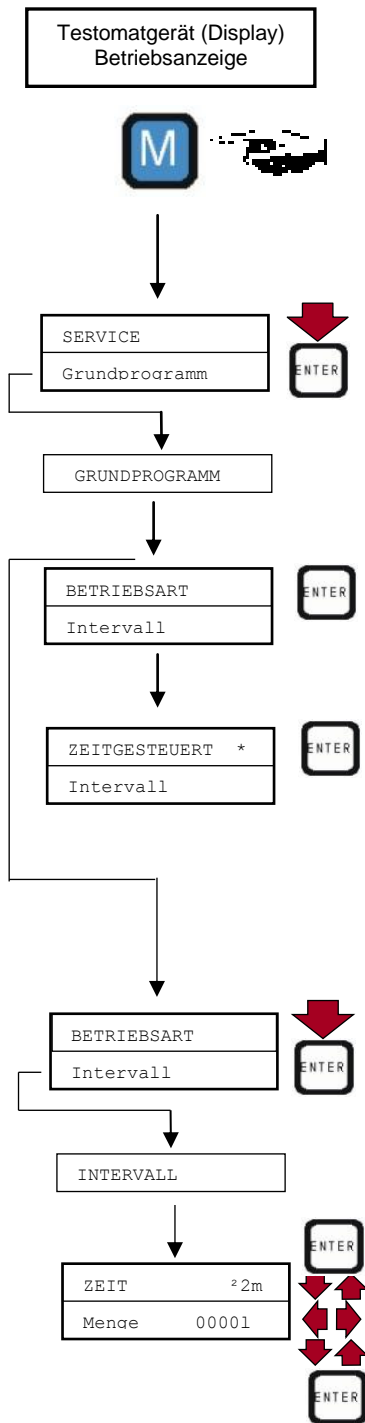 Testomatgerät (Display)
Betriebsanzeige
M
SERVICE
ENTER
Grundprogramm
GRUNDPROGRAMM
BETRIEBSART
ENTER
Intervall
ZEITGESTEUERT *
ENTER
Intervall
BETRIEBSART
Intervall
ENTER
INTERVALL
ENTER
ZEIT ²2m
Menge 00001
ENTER